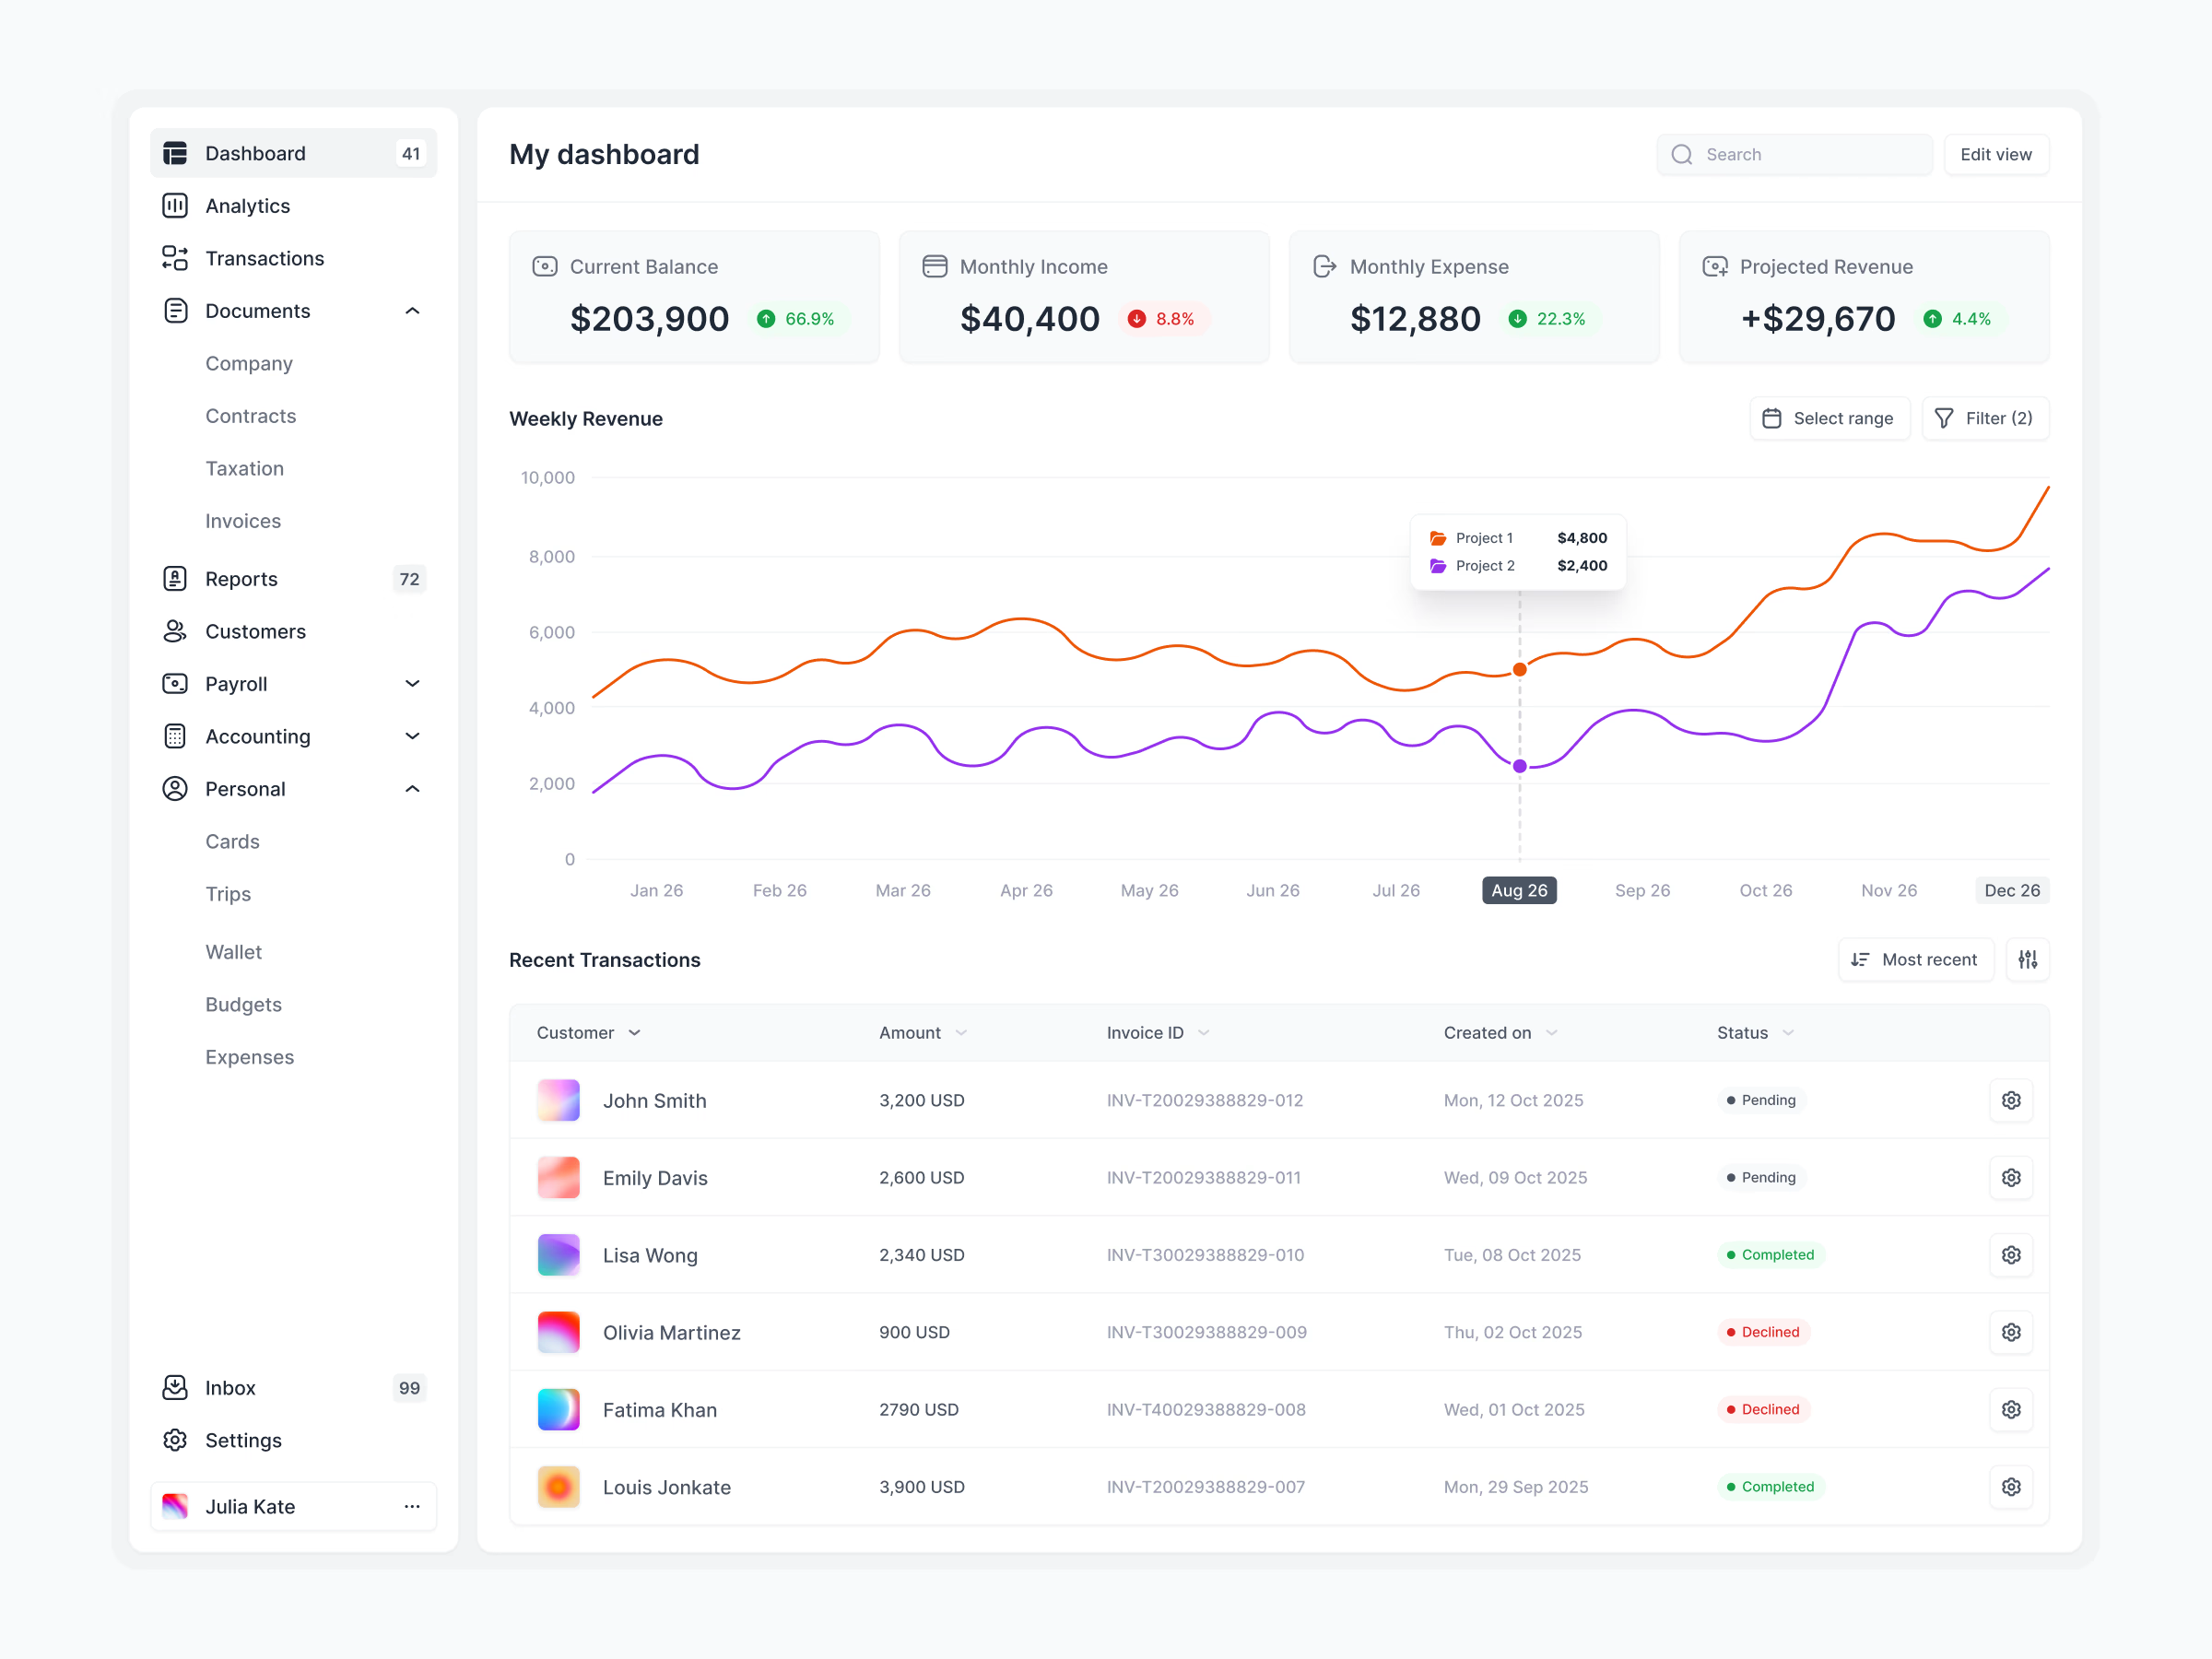 Dashboard 41
Analytics
Transactions
Documents
Company
Contracts
Taxation
Invoices
Reports 72
Customers
Payroll
Accounting
Personal
Cards
Trips
Wallet
Budgets
Expenses
Inbox 99
Settings
Julia Kate
My dashboard
Search
Edit view
Current Balance
$203,900 66.9%
Monthly Income
$40,400 8.8%
Monthly Expense
$12,880 22.3%
Projected Revenue
+$29,670 4.4%
Weekly Revenue
Select range
Filter (2)
10,000
8,000
6,000
4,000
2,000
0
Project 1 $4,800
Project 2 $2,400
Jan 26 Feb 26 Mar 26 Apr 26 May 26 Jun 26 Jul 26 Aug 26 Sep 26 Oct 26 Nov 26 Dec 26
Recent Transactions
Most recent
Customer Amount Invoice ID Created on Status
John Smith 3,200 USD INV-T20029388829-012 Mon, 12 Oct 2025 Pending
Emily Davis 2,600 USD INV-T20029388829-011 Wed, 09 Oct 2025 Pending
Lisa Wong 2,340 USD INV-T30029388829-010 Tue, 08 Oct 2025 Completed
Olivia Martinez 900 USD INV-T30029388829-009 Thu, 02 Oct 2025 Declined
Fatima Khan 2790 USD INV-T40029388829-008 Wed, 01 Oct 2025 Declined
Louis Jonkate 3,900 USD INV-T20029388829-007 Mon, 29 Sep 2025 Completed